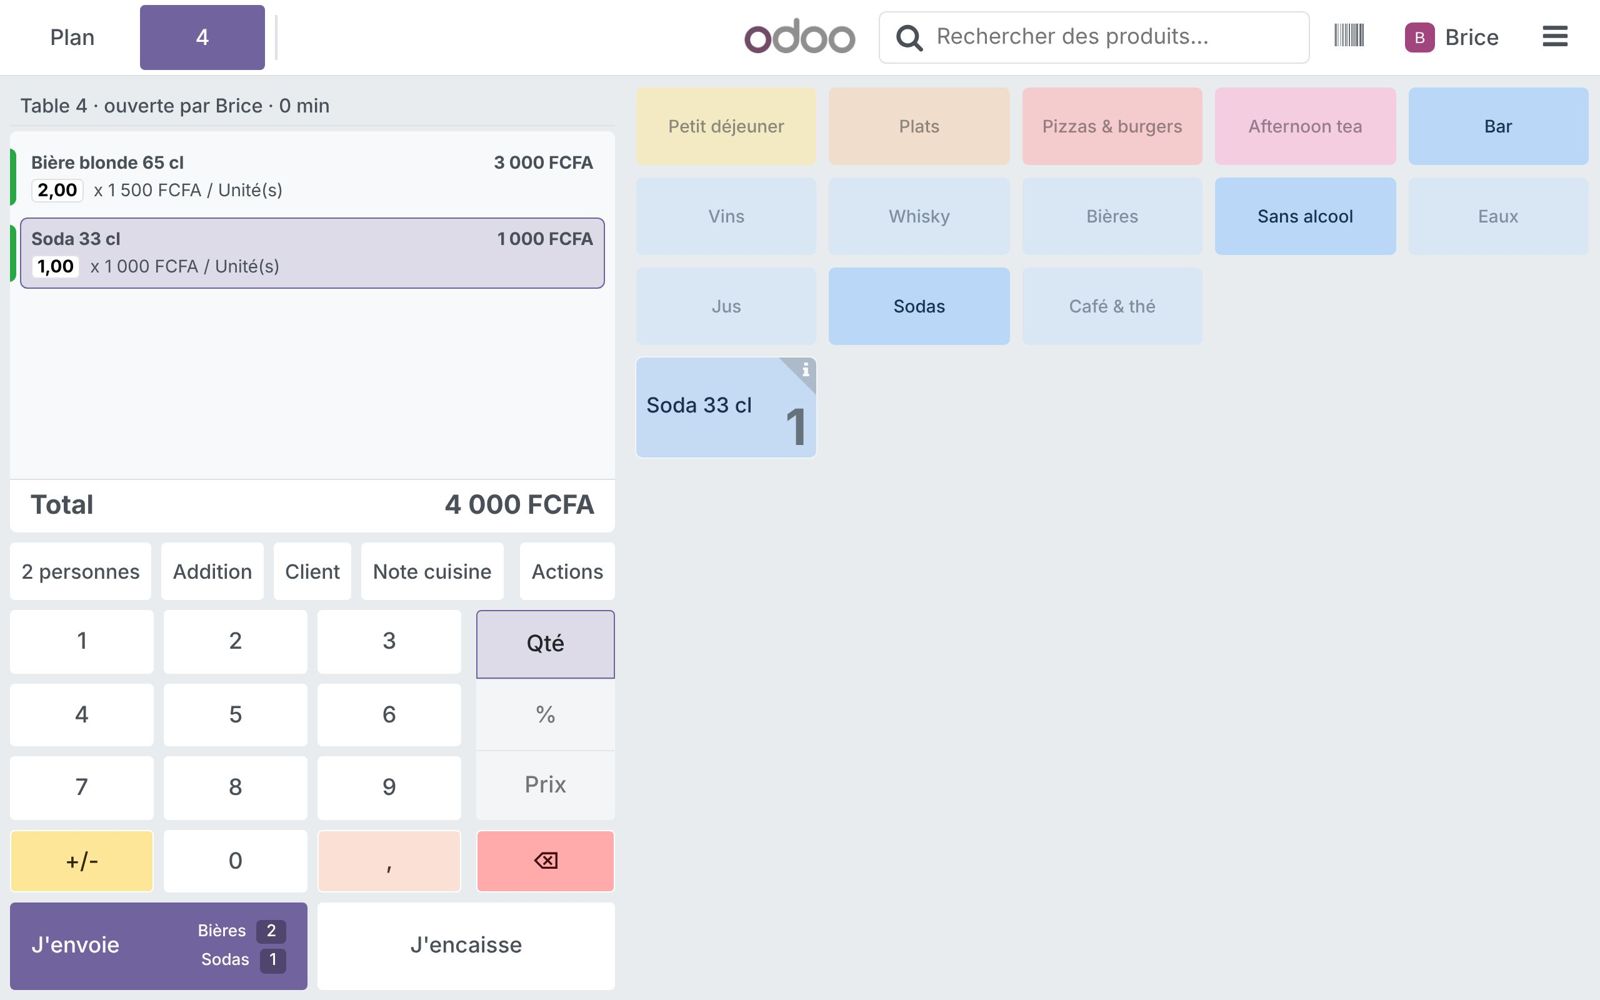 Plan
4
odoo
Rechercher des produits...
B
Brice
Table 4 · ouverte par Brice · 0 min
Bière blonde 65 cl 3 000 FCFA
2,00 x 1 500 FCFA / Unité(s)
Soda 33 cl 1 000 FCFA
1,00 x 1 000 FCFA / Unité(s)
Total 4 000 FCFA
2 personnes
Addition
Client
Note cuisine
Actions
1
2
3
Qté
4
5
6
%
7
8
9
Prix
+/-
0
,
J'envoie
Bières 2
Sodas 1
J'encaisse
Petit déjeuner
Plats
Pizzas & burgers
Afternoon tea
Bar
Vins
Whisky
Bières
Sans alcool
Eaux
Jus
Sodas
Café & thé
i
Soda 33 cl
1